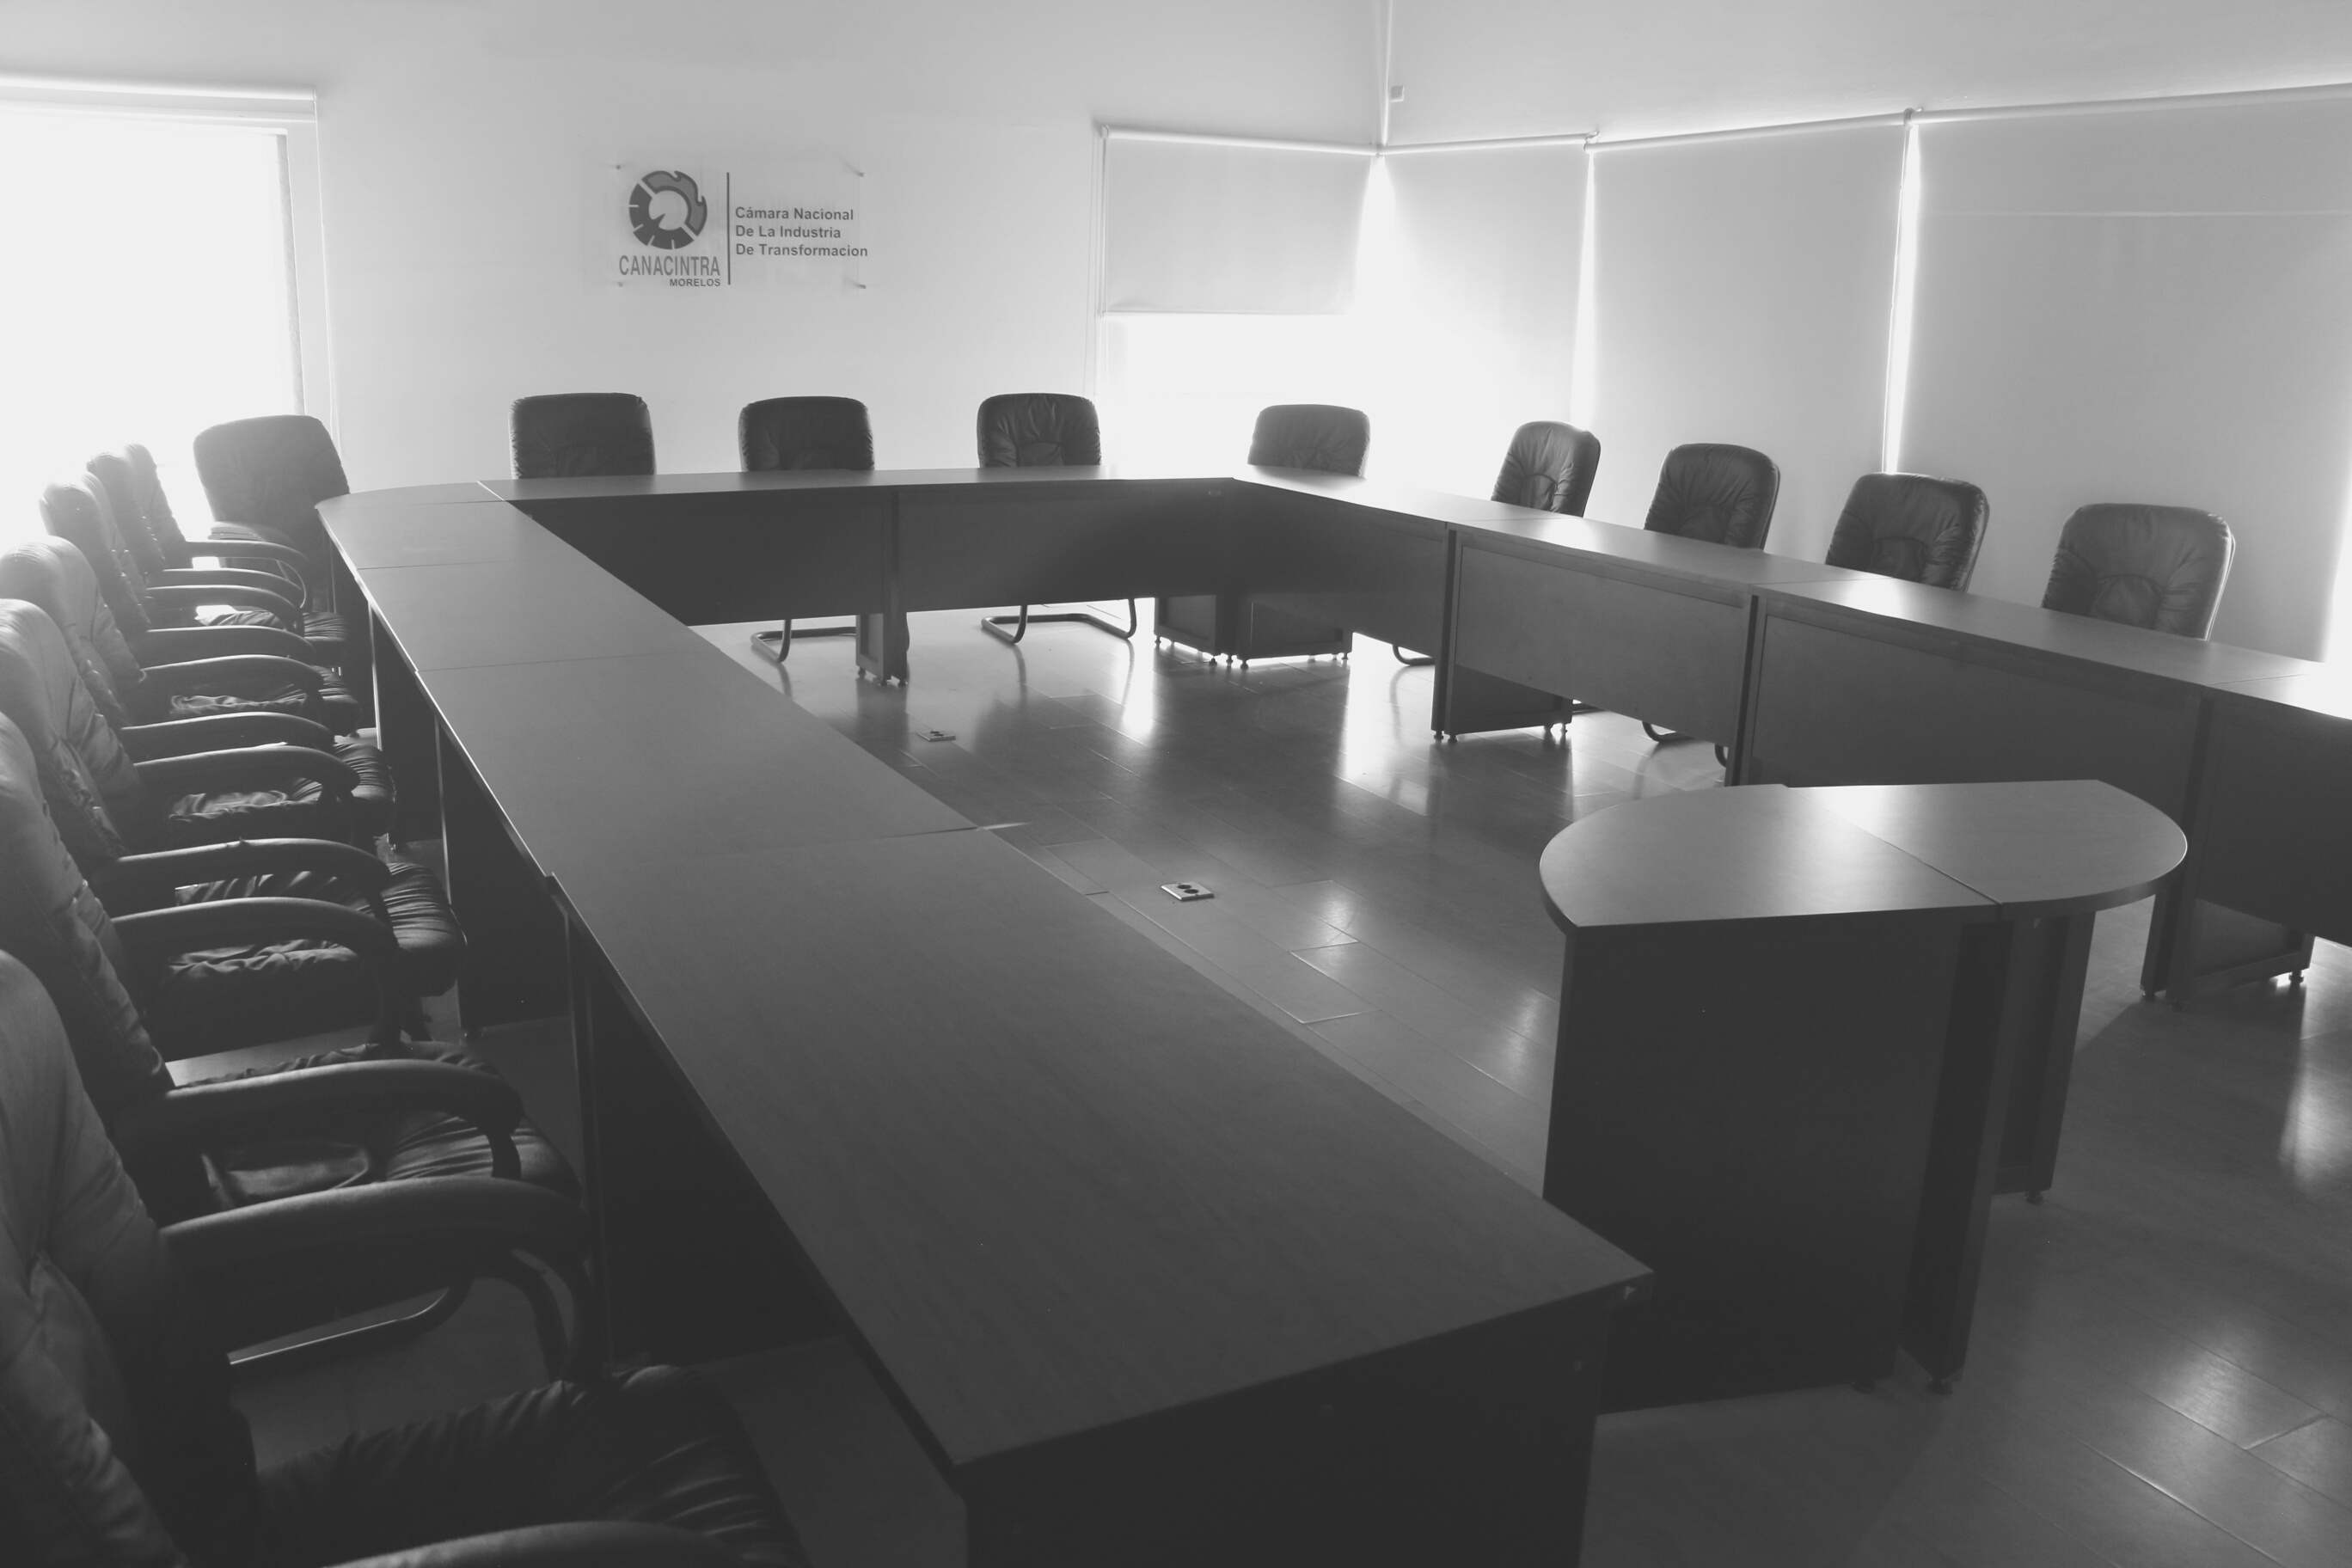 CANACINTRA
MORELOS
Cámara Nacional
De La Industria
De Transformacion